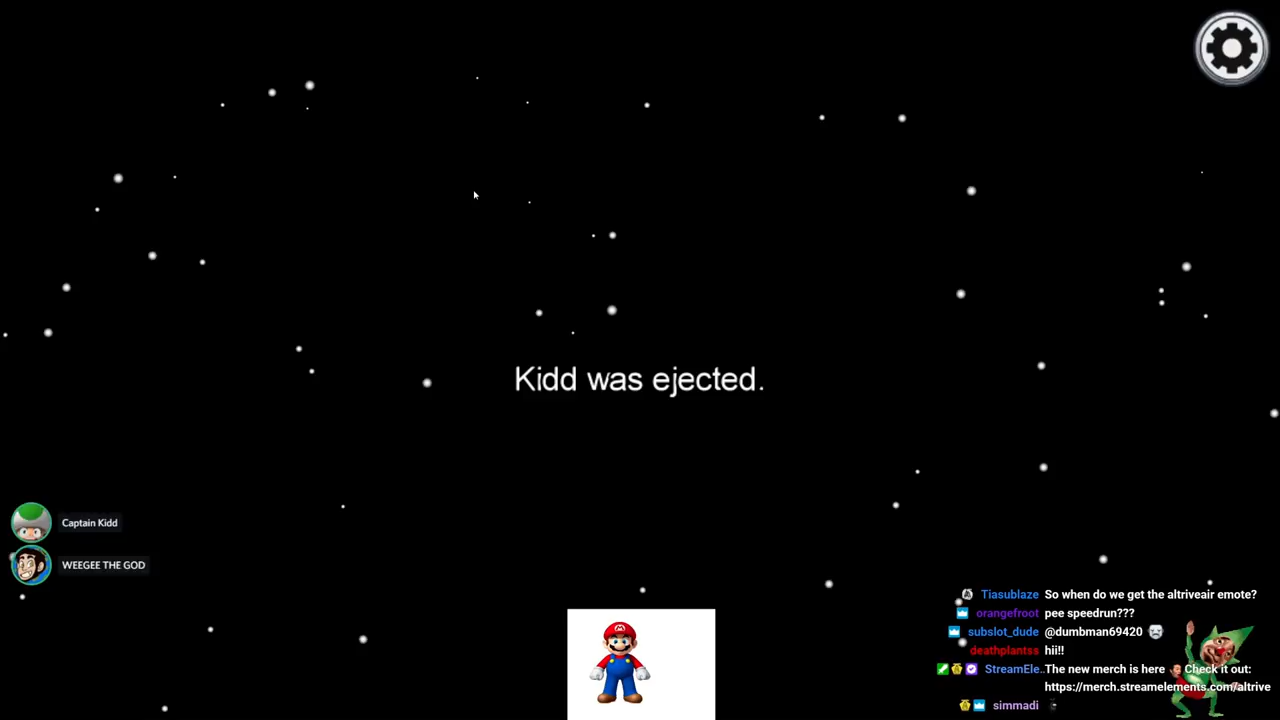 Kidd was ejected.
Captain Kidd
WEEGEE THE GOD
Tiasublaze So when do we get the altriveair emote?
orangefroot pee speedrun???
subslot_dude @dumbman69420
deathplantss hii!!
StreamEle.. The new merch is here Check it out:
https://merch.streamelements.com/altrive
simmadi